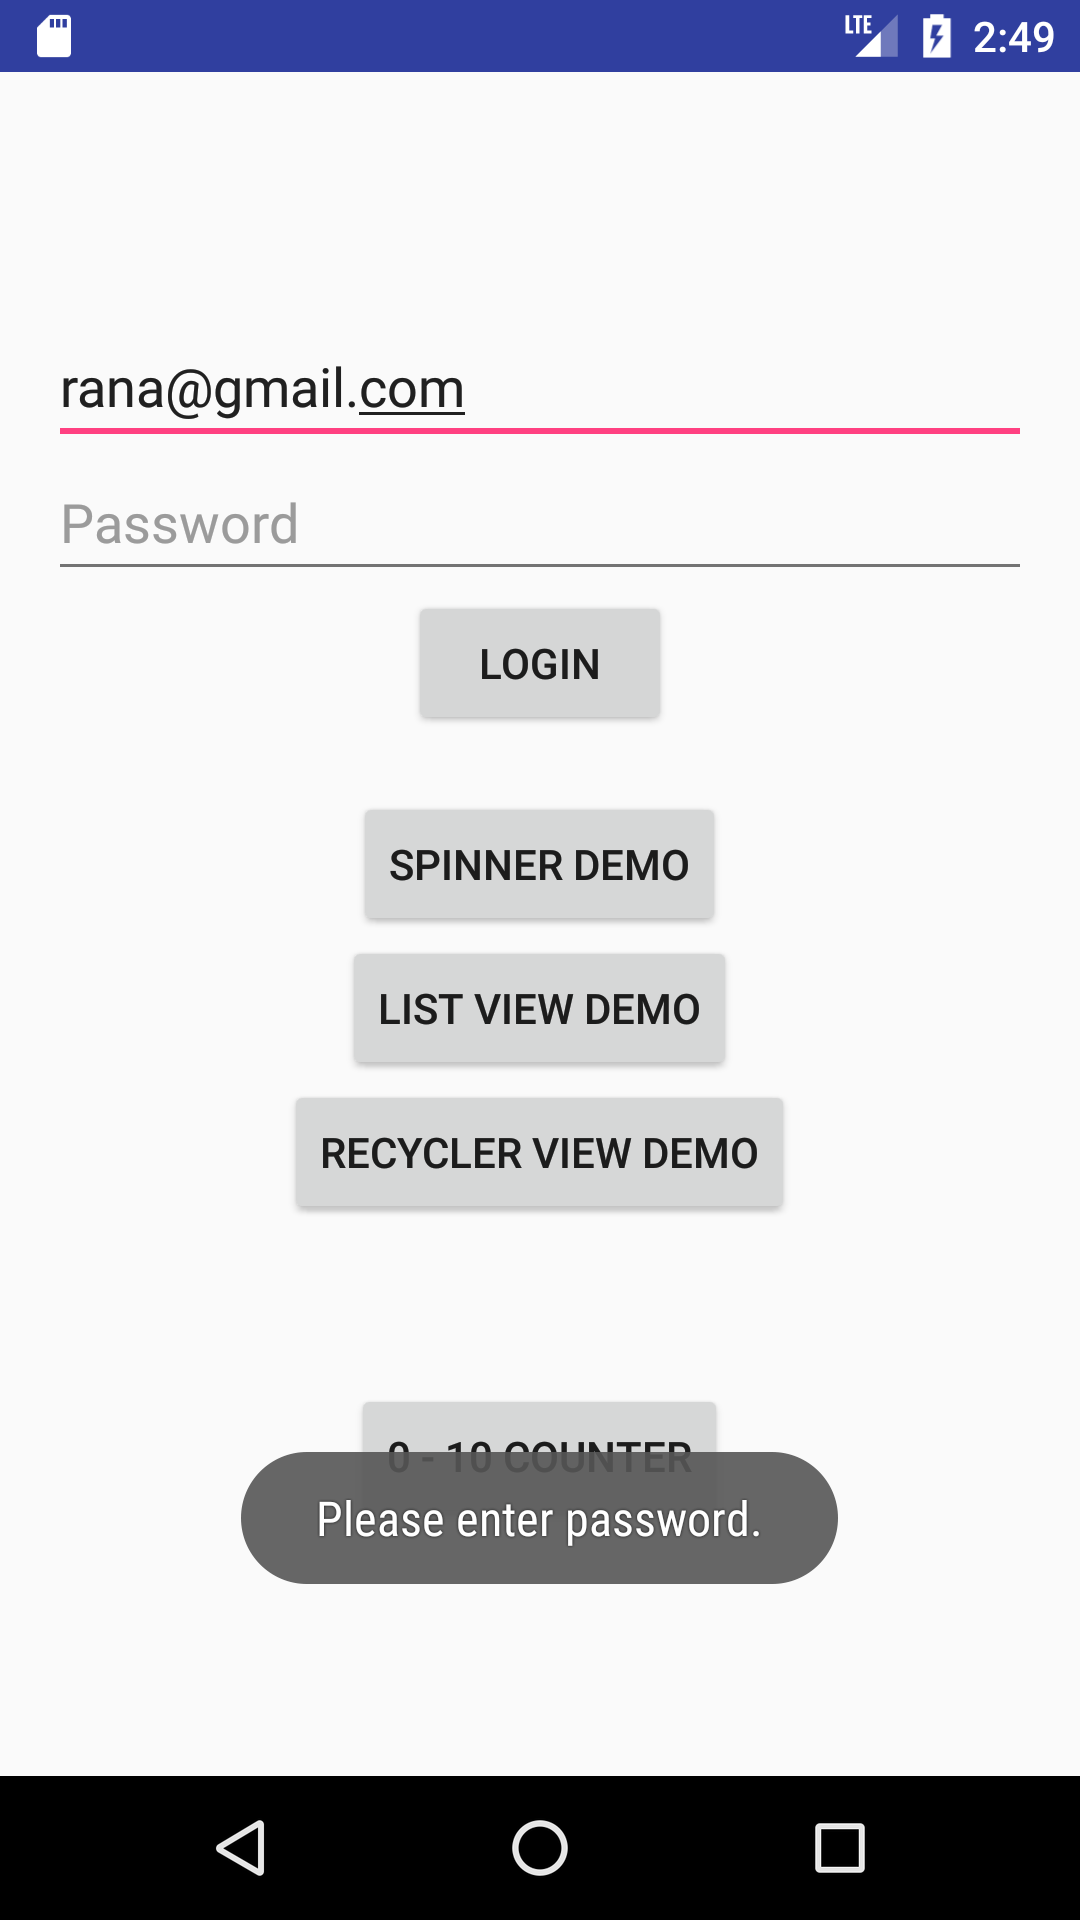 LTE 2:49
rana@gmail.com
Password
LOGIN
SPINNER DEMO
LIST VIEW DEMO
RECYCLER VIEW DEMO
0 - 10 COUNTER
Please enter password.